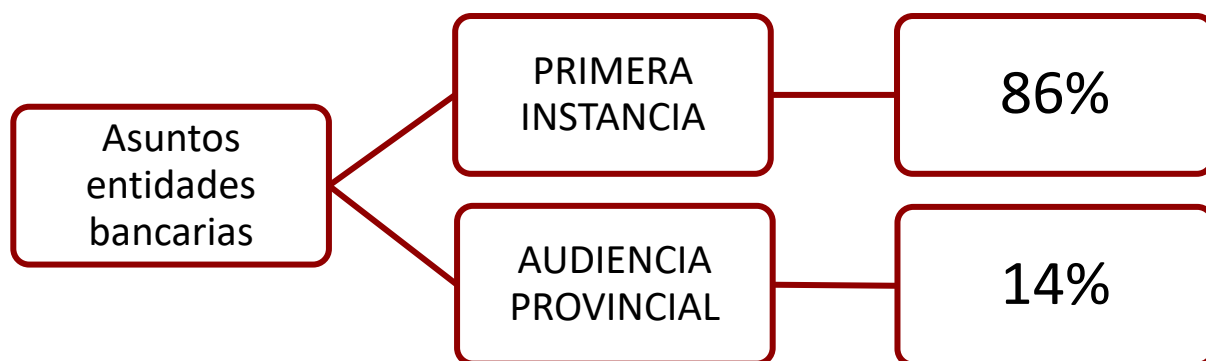 Asuntos
entidades
bancarias
PRIMERA
INSTANCIA
86%
AUDIENCIA
PROVINCIAL
14%